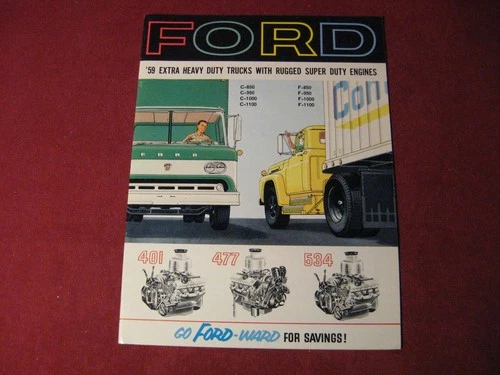 FORD
'59 EXTRA HEAVY DUTY TRUCKS WITH RUGGED SUPER DUTY ENGINES
C-850 F-850
C-950 F-950
C-1000 F-1000
C-1100 F-1100
Con
FORD
401 477 534
GO FORD-WARD FOR SAVINGS!